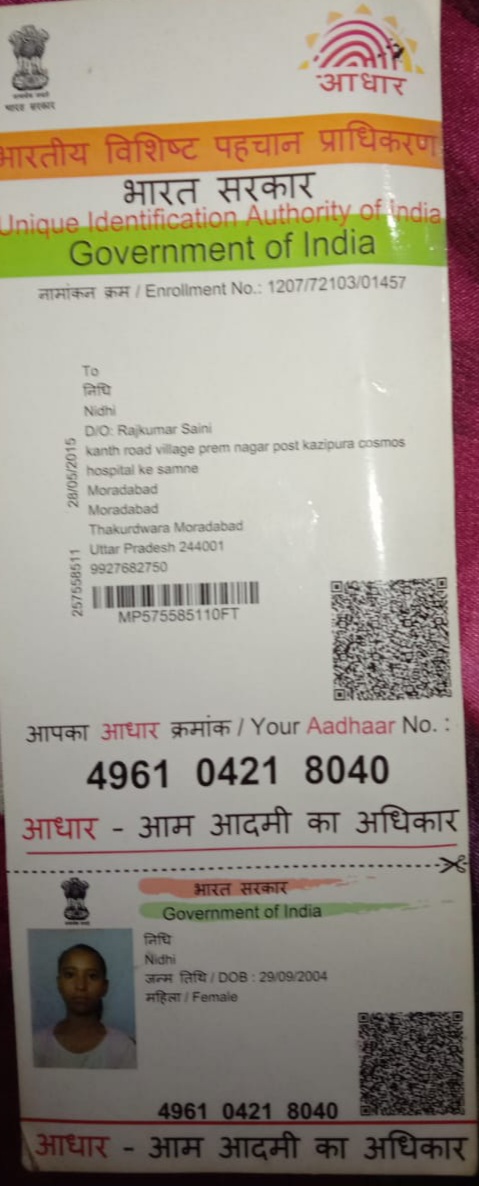 भारत सरकार
आधार
भारतीय विशिष्ट पहचान प्राधिकरण
भारत सरकार
Unique Identification Authority of India
Government of India
नामांकन क्रम / Enrollment No.: 1207/72103/01457
To
निधि
Nidhi
D/O: Rajkumar Saini
kanth road village prem nagar post kazipura cosmos
hospital ke samne
Moradabad
Moradabad
Thakurdwara Moradabad
Uttar Pradesh 244001
9927682750
28/05/2015
257558511
MP575585110FT
आपका आधार क्रमांक / Your Aadhaar No. :
4961 0421 8040
आधार - आम आदमी का अधिकार
भारत सरकार
Government of India
निधि
Nidhi
जन्म तिथि / DOB : 29/09/2004
महिला / Female
4961 0421 8040
आधार - आम आदमी का अधिकार